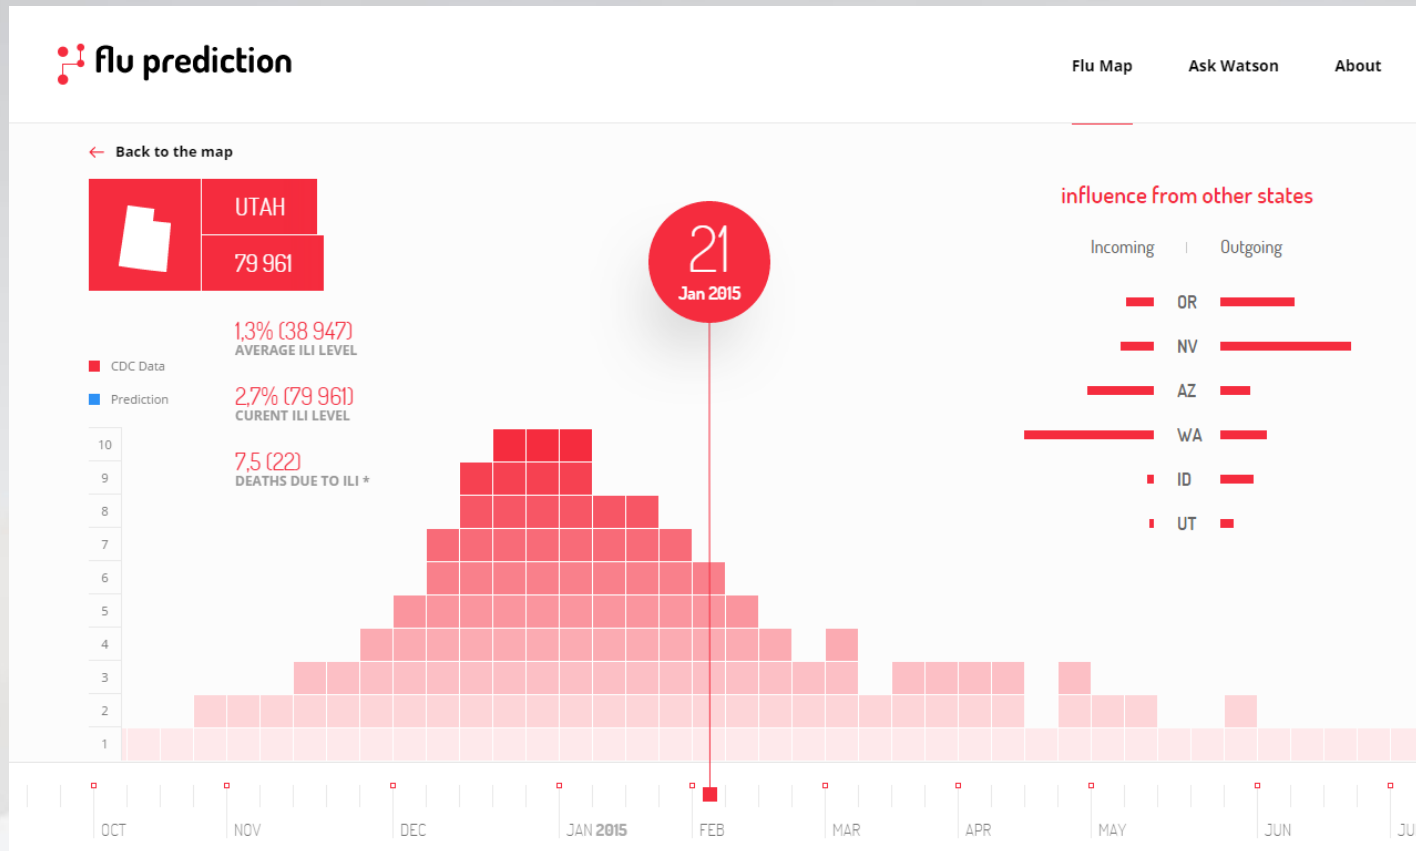 flu prediction
Flu Map
Ask Watson
About
Back to the map
UTAH
79 961
1,3% (38 947)
AVERAGE ILI LEVEL
2,7% (79 961)
CURENT ILI LEVEL
7,5 (22)
DEATHS DUE TO ILI *
CDC Data
Prediction
21
Jan 2015
influence from other states
Incoming
Outgoing
OR
NV
AZ
WA
ID
UT
10
9
8
7
6
5
4
3
2
1
OCT
NOV
DEC
JAN 2015
FEB
MAR
APR
MAY
JUN